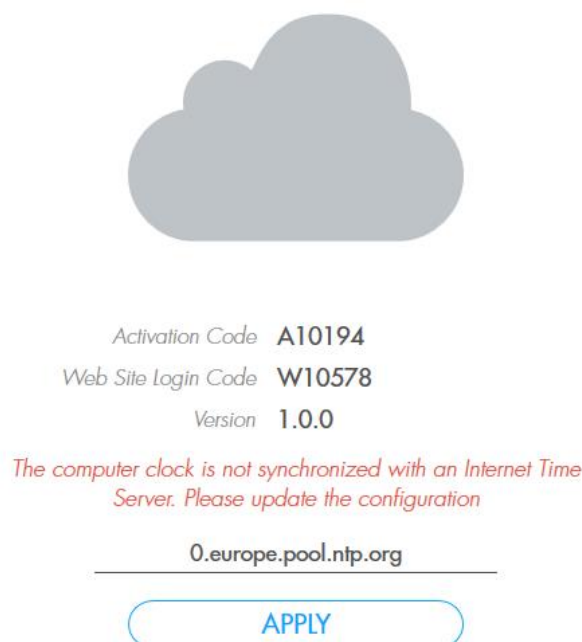 Activation Code A10194
Web Site Login Code W10578
Version 1.0.0
The computer clock is not synchronized with an Internet Time
Server. Please update the configuration
0.europe.pool.ntp.org
APPLY